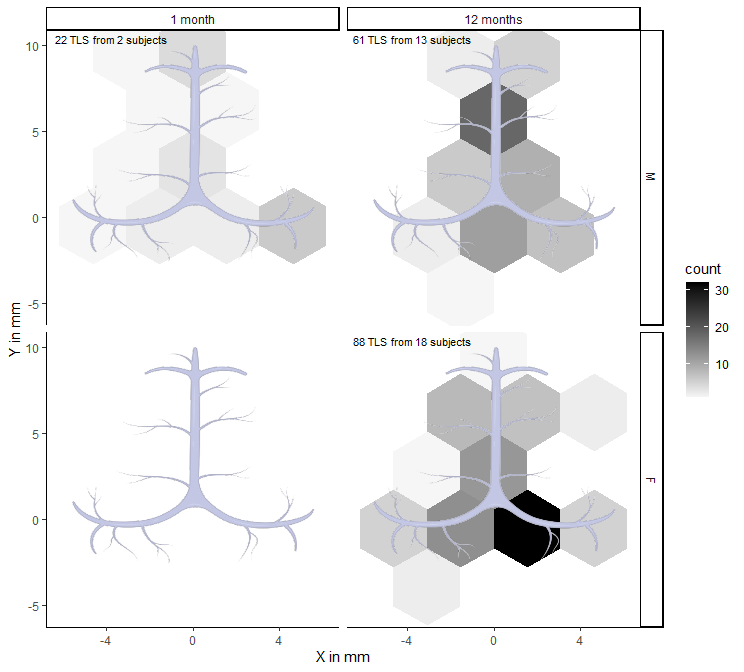 1 month
12 months
22 TLS from 2 subjects
61 TLS from 13 subjects
10
5
0
-5
M
88 TLS from 18 subjects
10
5
0
-5
F
Y in mm
-4
0
4
-4
0
4
X in mm
count
30
20
10